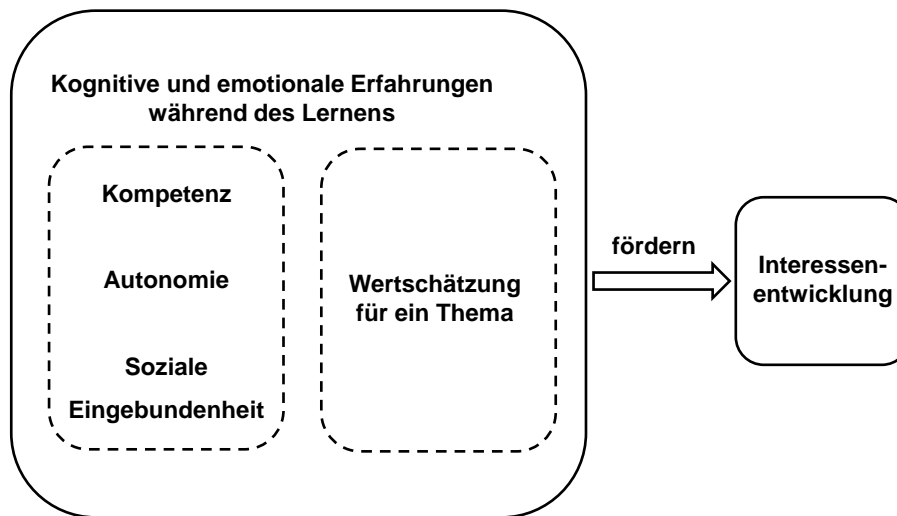 Kognitive und emotionale Erfahrungen
während des Lernens
Kompetenz
Autonomie
Soziale
Eingebundenheit
Wertschätzung
für ein Thema
fördern
Interessen-
entwicklung